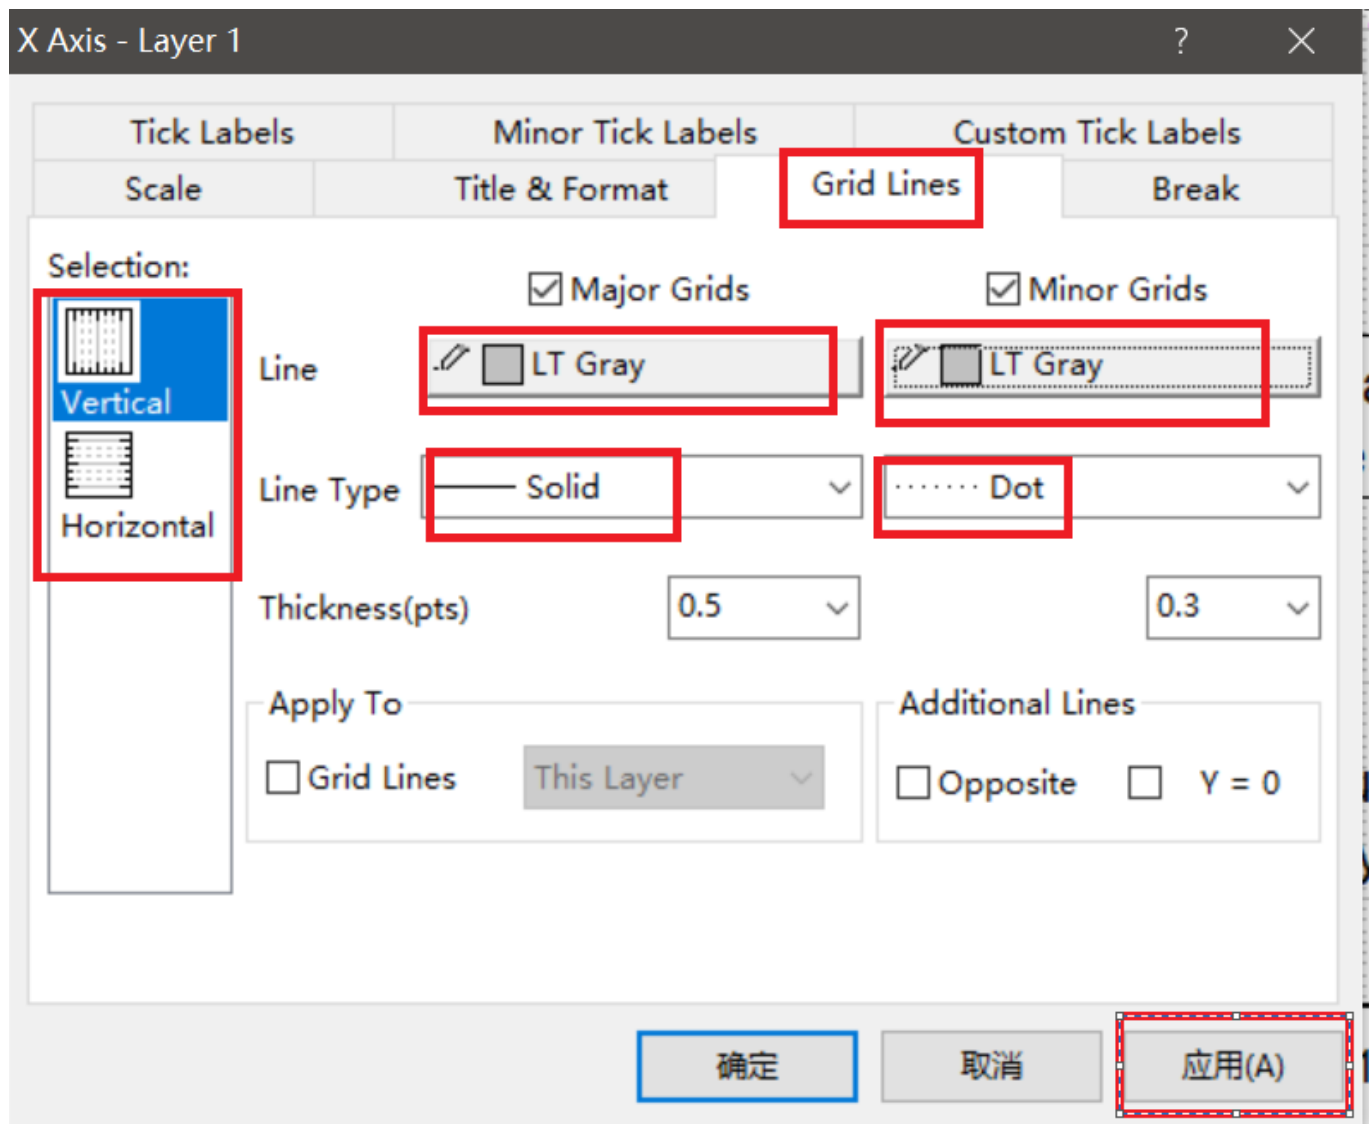 X Axis - Layer 1 ?
Tick Labels Minor Tick Labels Custom Tick Labels
Scale Title & Format Grid Lines Break
Selection:
Major Grids Minor Grids
Vertical
Horizontal
Line LT Gray LT Gray
Line Type Solid Dot
Thickness(pts) 0.5 0.3
Apply To Additional Lines
Grid Lines This Layer Opposite Y = 0
确定 取消 应用(A)